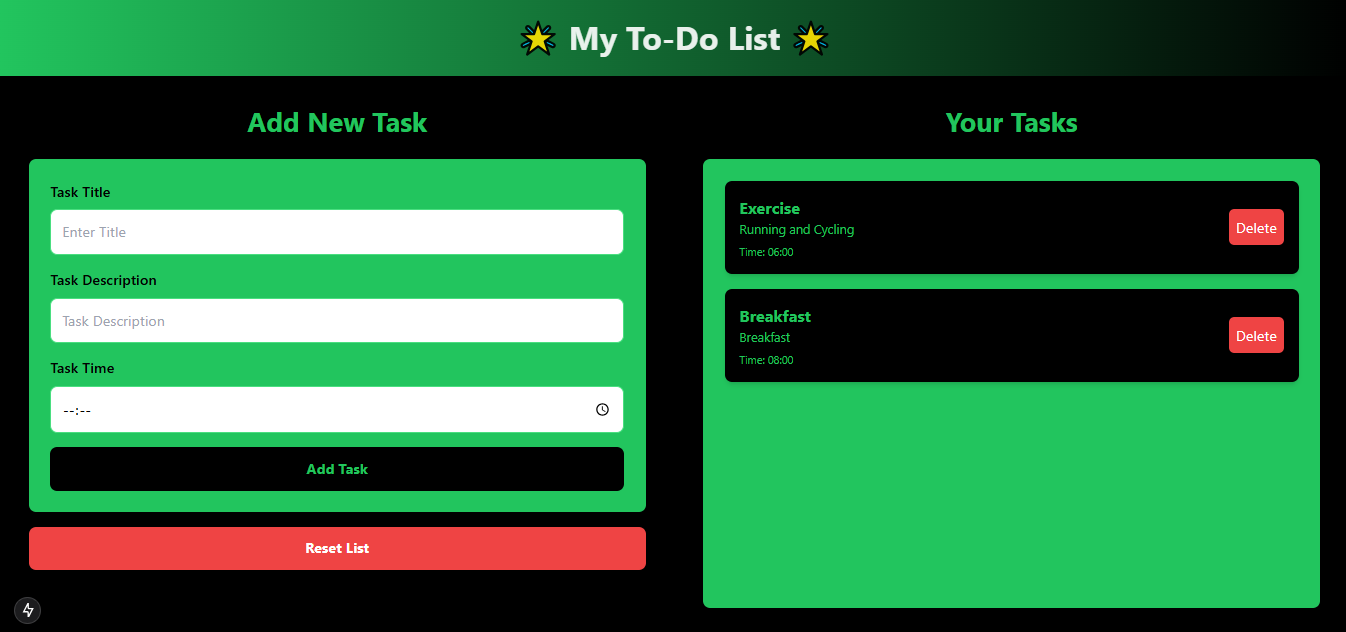 My To-Do List
Add New Task
Task Title
Enter Title
Task Description
Task Description
Task Time
--:--
Add Task
Reset List
Your Tasks
Exercise
Running and Cycling
Time: 06:00
Delete
Breakfast
Breakfast
Time: 08:00
Delete